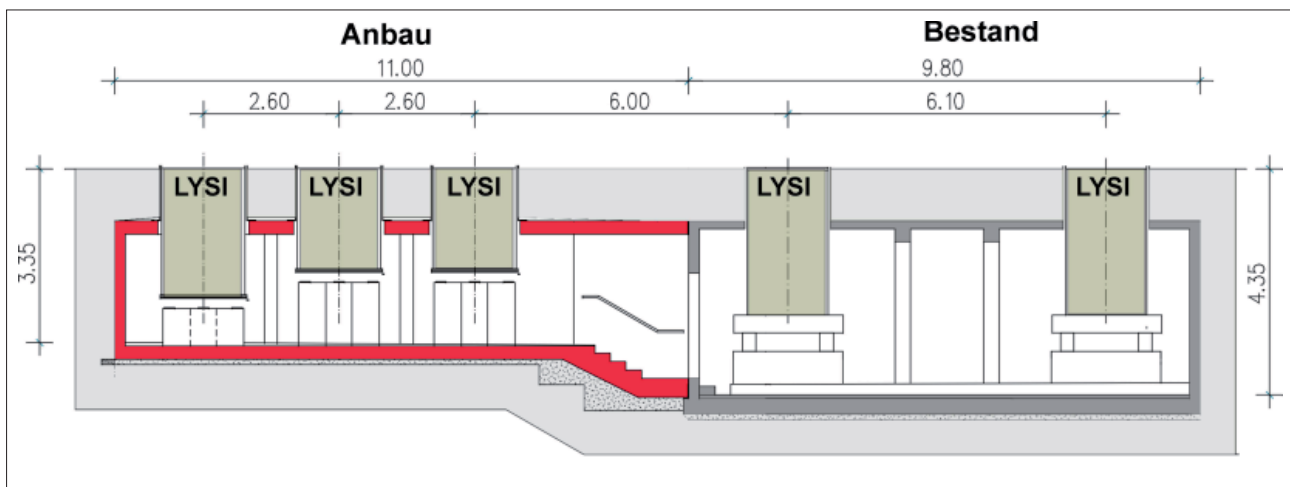 Anbau Bestand
11.00 9.80
2.60 2.60 6.00 6.10
LYSI LYSI LYSI LYSI LYSI
3.35 4.35